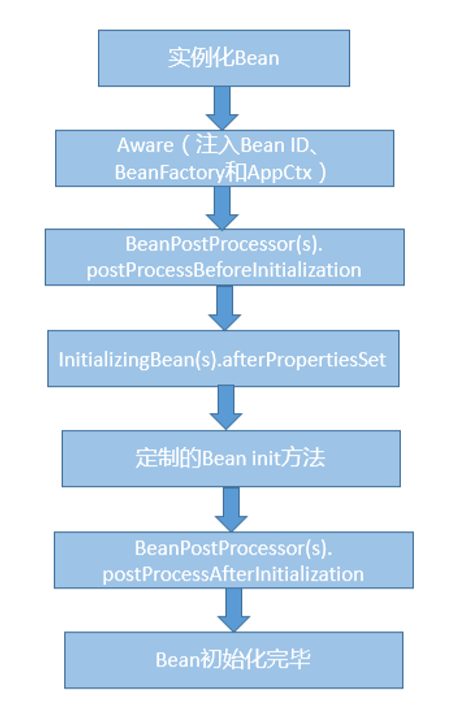 实例化Bean
Aware（注入Bean ID、
BeanFactory和AppCtx）
BeanPostProcessor(s).
postProcessBeforeInitialization
InitializingBean(s).afterPropertiesSet
定制的Bean init方法
BeanPostProcessor(s).
postProcessAfterInitialization
Bean初始化完毕